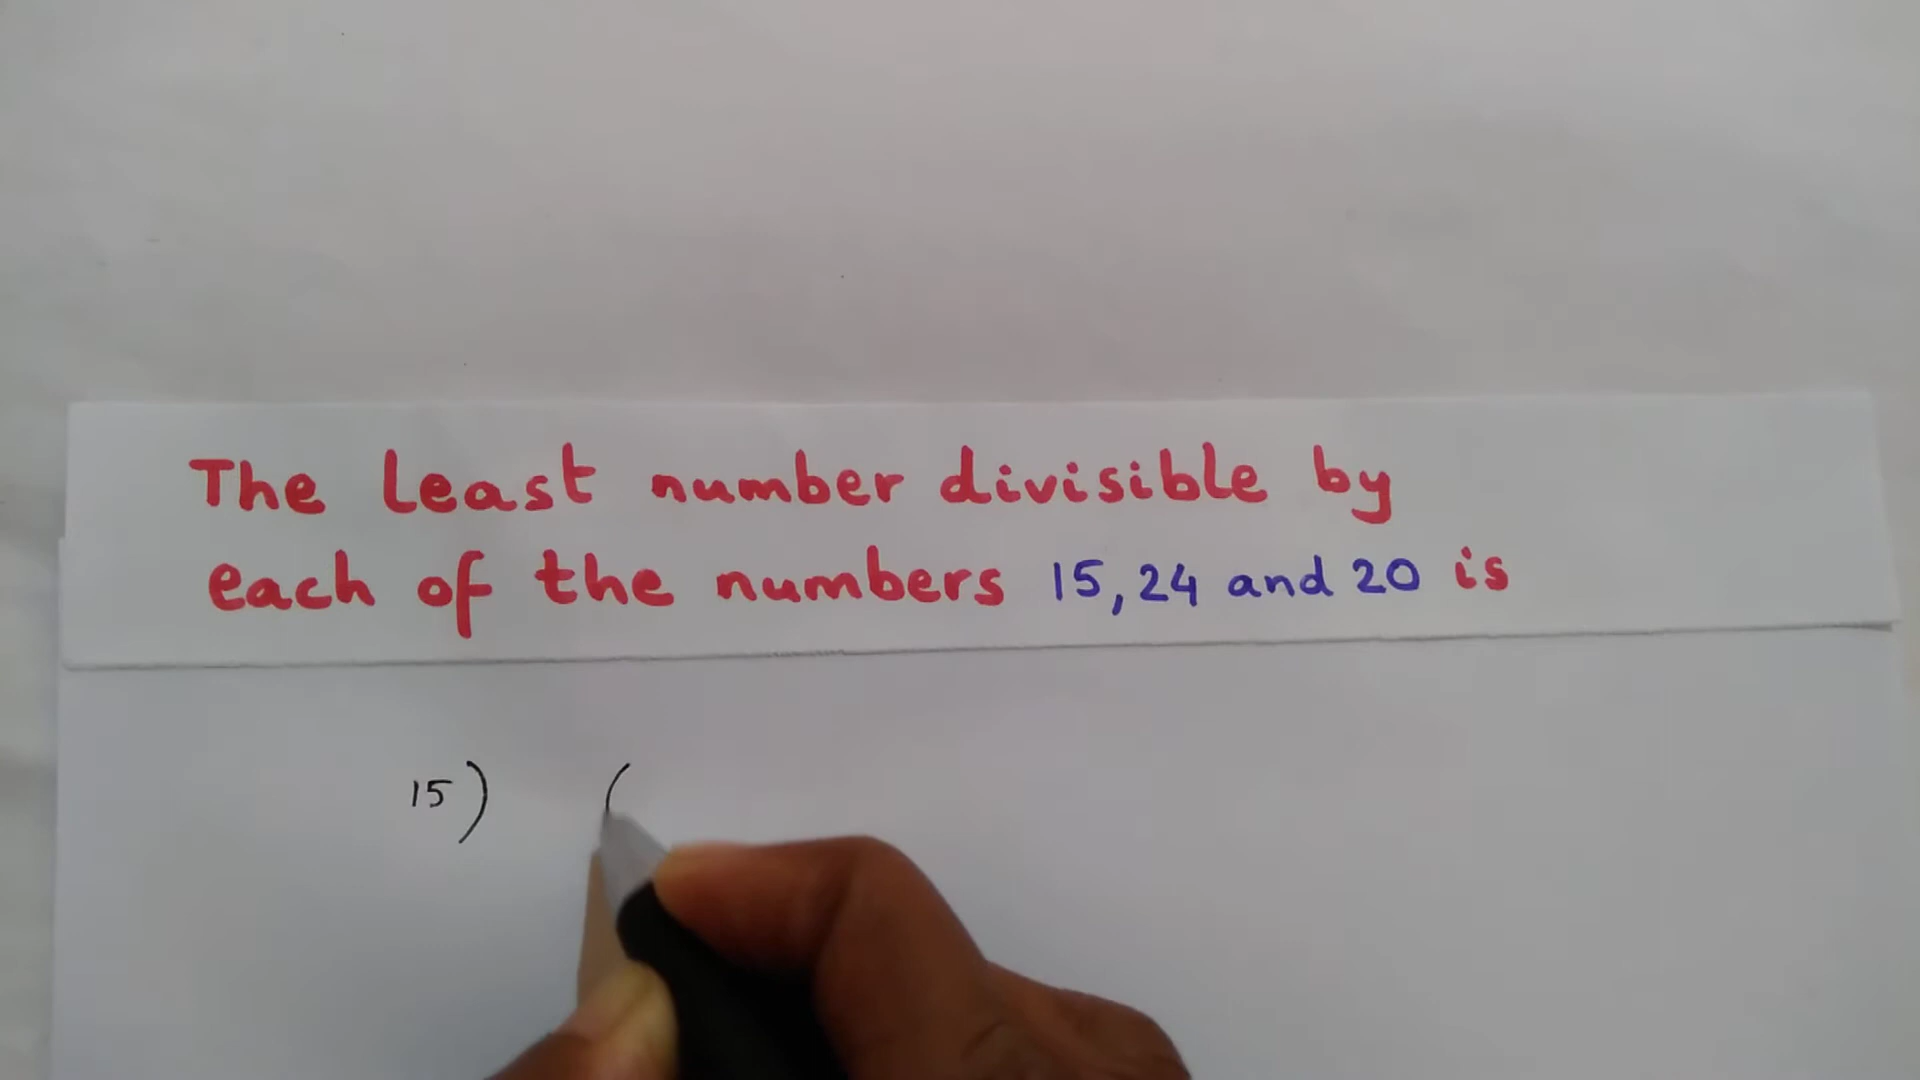 The least number divisible by
each of the numbers 15, 24 and 20 is
15) (